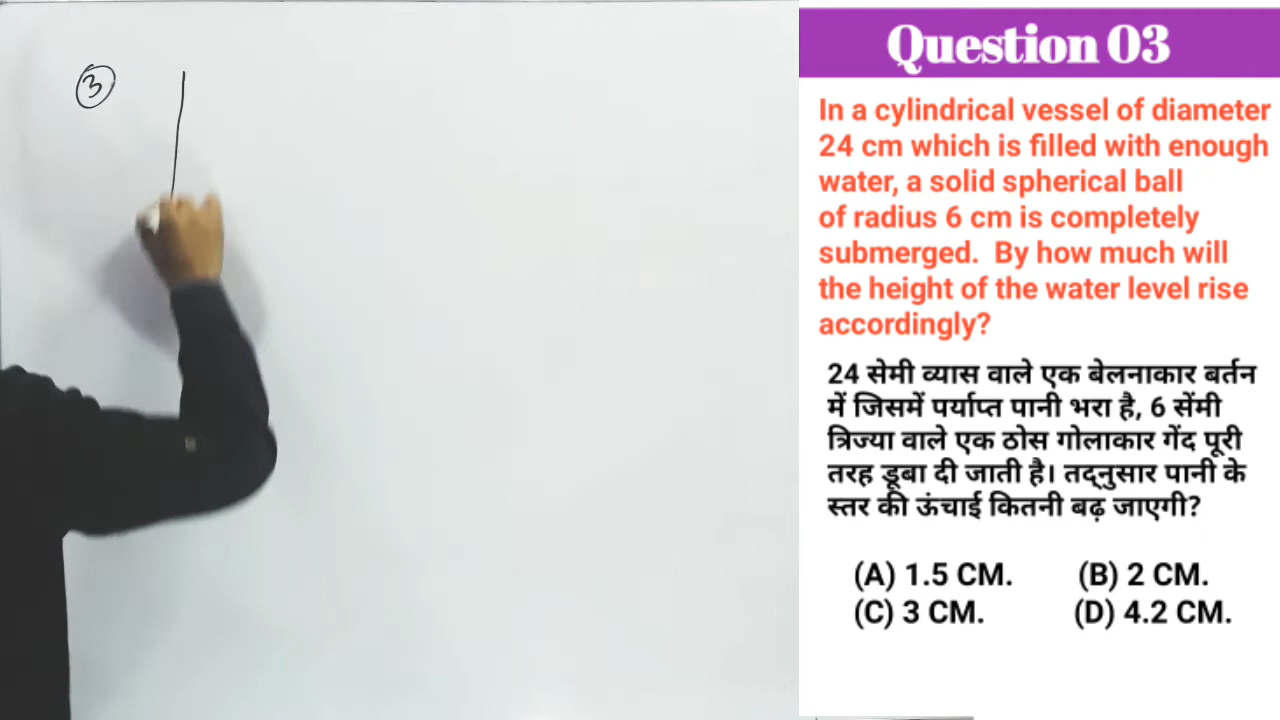 3
Question 03
In a cylindrical vessel of diameter
24 cm which is filled with enough
water, a solid spherical ball
of radius 6 cm is completely
submerged. By how much will
the height of the water level rise
accordingly?
24 सेमी व्यास वाले एक बेलनाकार बर्तन
में जिसमें पर्याप्त पानी भरा है, 6 सेंमी
त्रिज्या वाले एक ठोस गोलाकार गेंद पूरी
तरह डूबा दी जाती है। तद्नुसार पानी के
स्तर की ऊंचाई कितनी बढ़ जाएगी?
(A) 1.5 CM. (B) 2 CM.
(C) 3 CM. (D) 4.2 CM.